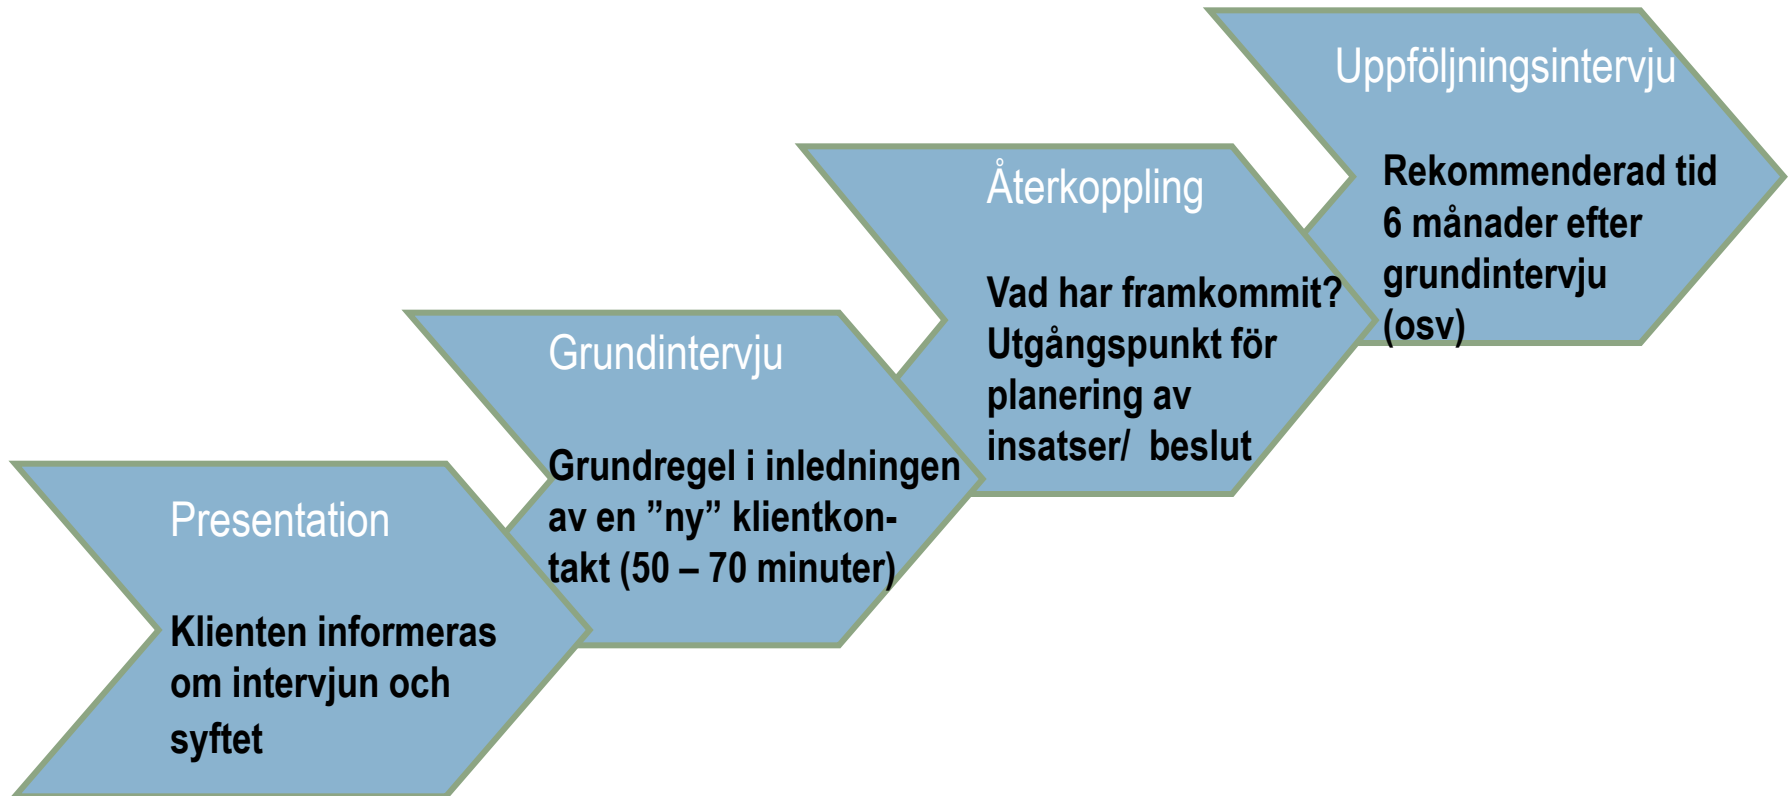 Presentation
Klienten informeras
om intervjun och
syftet
Grundintervju
Grundregel i inledningen
av en ”ny” klientkon-
takt (50 – 70 minuter)
Återkoppling
Vad har framkommit?
Utgångspunkt för
planering av
insatser/  beslut
Uppföljningsintervju
Rekommenderad tid
6 månader efter
grundintervju
(osv)